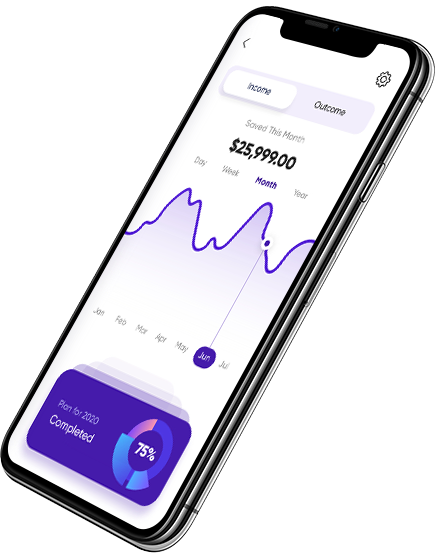 Income Outcome
Saved This Month
$25,999.00
Day Week Month Year
Jan Feb Mar Apr May Jun Jul
Plan for 2020
Completed
75%